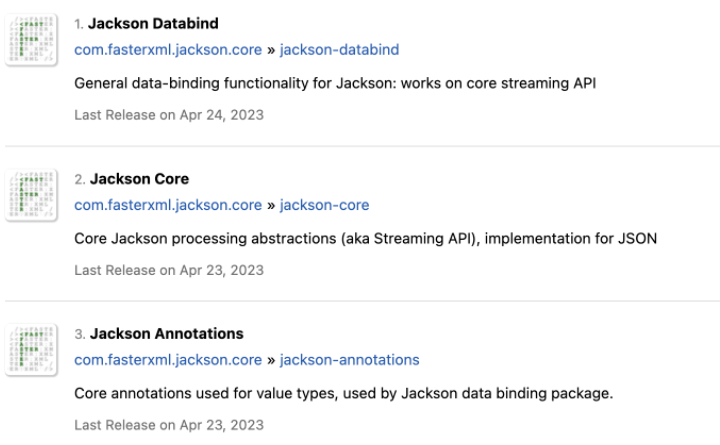 1. Jackson Databind
com.fasterxml.jackson.core » jackson-databind
General data-binding functionality for Jackson: works on core streaming API
Last Release on Apr 24, 2023
2. Jackson Core
com.fasterxml.jackson.core » jackson-core
Core Jackson processing abstractions (aka Streaming API), implementation for JSON
Last Release on Apr 23, 2023
3. Jackson Annotations
com.fasterxml.jackson.core » jackson-annotations
Core annotations used for value types, used by Jackson data binding package.
Last Release on Apr 23, 2023